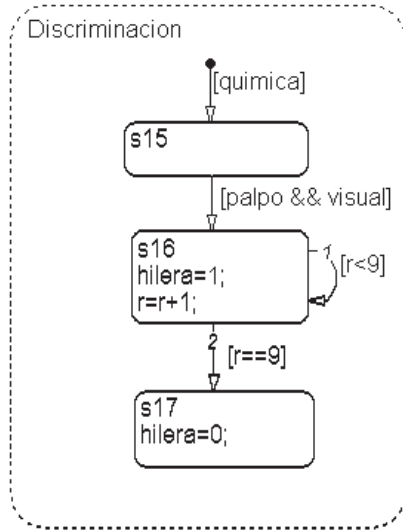 Discriminacion
[quimica]
s15
[palpo && visual]
s16
hilera=1;
r=r+1;
1
[r<9]
2
[r==9]
s17
hilera=0;